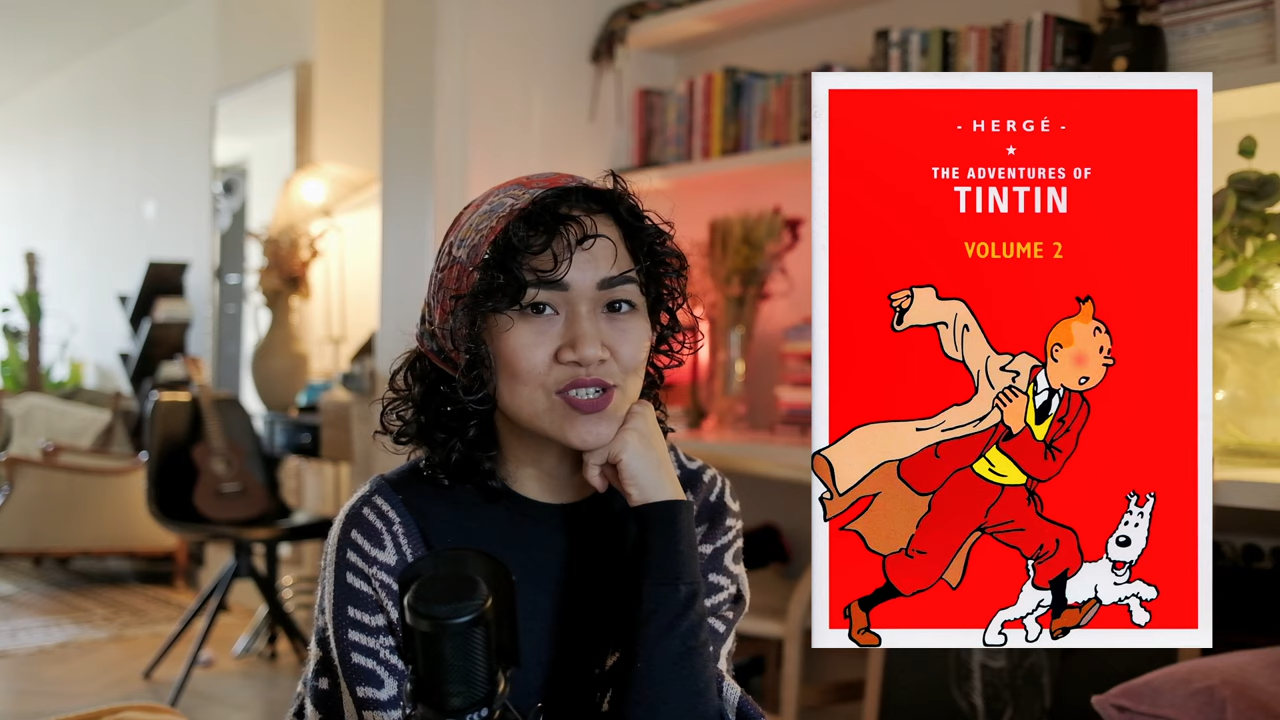 - HERGÉ -
THE ADVENTURES OF
TINTIN
VOLUME 2